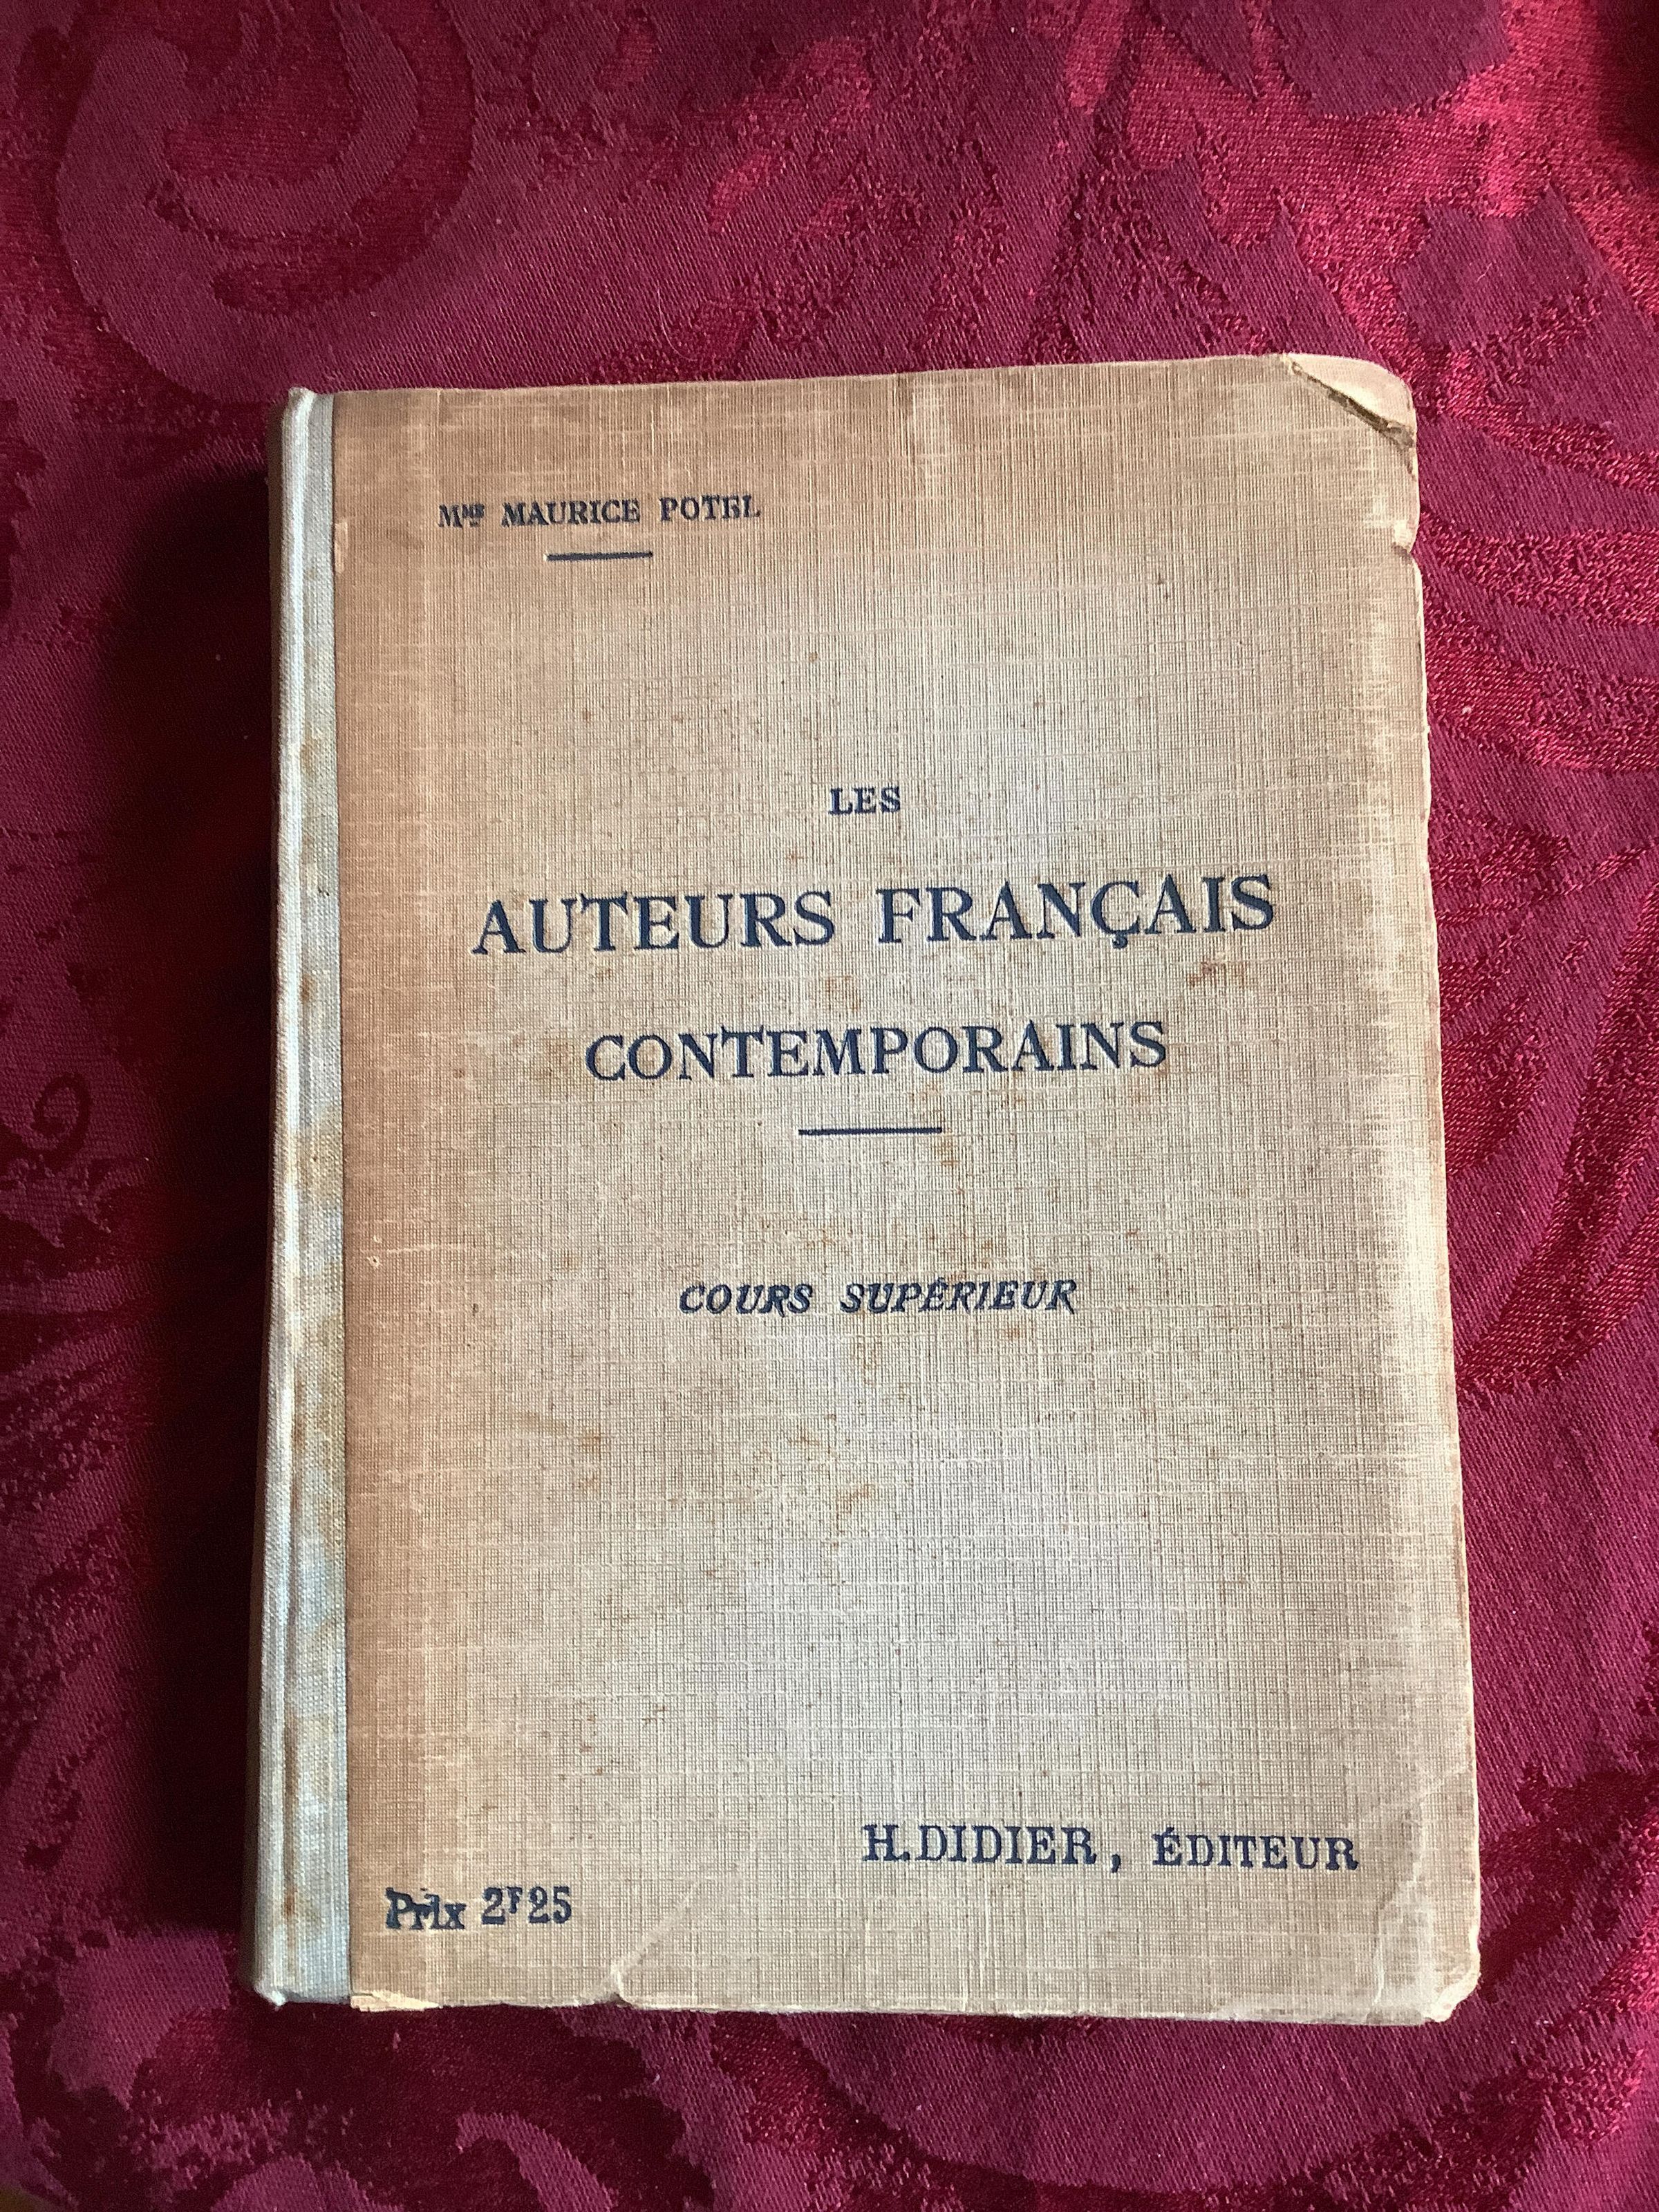 Mme MAURICE POTEL
LES
AUTEURS FRANÇAIS
CONTEMPORAINS
COURS SUPÉRIEUR
H. DIDIER, ÉDITEUR
Prix 2F25